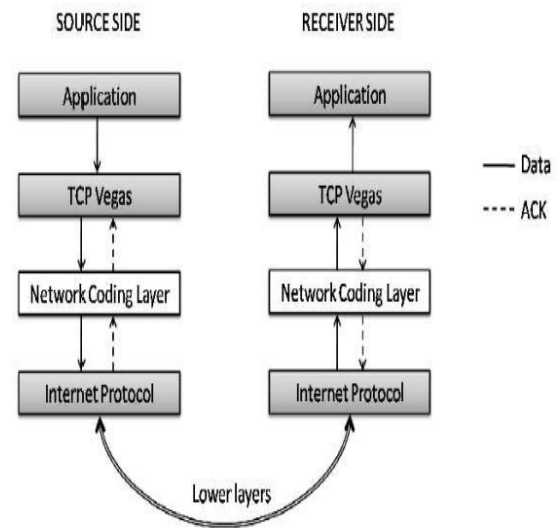 SOURCE SIDE
RECEIVER SIDE
Application
Application
TCP Vegas
TCP Vegas
Data
ACK
Network Coding Layer
Network Coding Layer
Internet Protocol
Internet Protocol
Lower layers